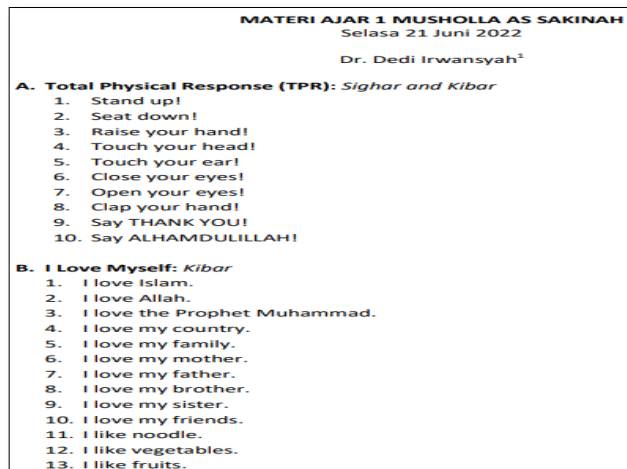 MATERI AJAR 1 MUSHOLLA AS SAKINAH
Selasa 21 Juni 2022
Dr. Dedi Irwansyah¹
A. Total Physical Response (TPR): Sighar and Kibar
1. Stand up!
2. Seat down!
3. Raise your hand!
4. Touch your head!
5. Touch your ear!
6. Close your eyes!
7. Open your eyes!
8. Clap your hand!
9. Say THANK YOU!
10. Say ALHAMDULILLAH!
B. I Love Myself: Kibar
1. I love Islam.
2. I love Allah.
3. I love the Prophet Muhammad.
4. I love my country.
5. I love my family.
6. I love my mother.
7. I love my father.
8. I love my brother.
9. I love my sister.
10. I love my friends.
11. I like noodle.
12. I like vegetables.
13. I like fruits.